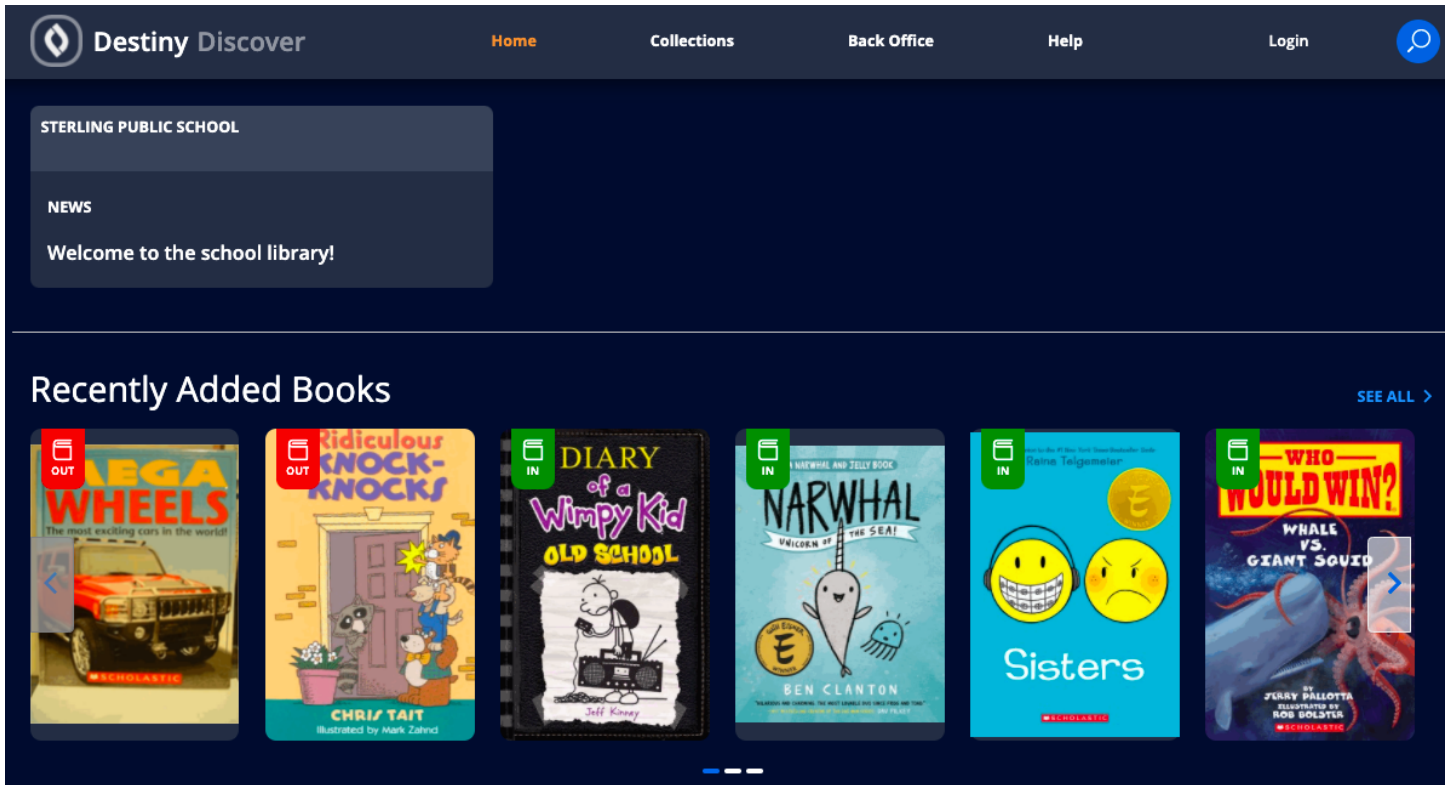 Destiny Discover
Home
Collections
Back Office
Help
Login
STERLING PUBLIC SCHOOL
NEWS
Welcome to the school library!
Recently Added Books
SEE ALL
OUT
MEGA
WHEELS
The most exciting cars in the world!
SCHOLASTIC
OUT
Ridiculous
KNOCK-
KNOCKS
CHRIS TAIT
Illustrated by Mark Zahnd
IN
DIARY
of a
Wimpy Kid
OLD SCHOOL
Jeff Kinney
IN
A NARWHAL AND JELLY BOOK
NARWHAL
UNICORN OF THE SEA!
BEN CLANTON
IN
Raina Telgemeier
E
Sisters
SCHOLASTIC
IN
WHO
WOULD WIN?
WHALE
VS.
GIANT SQUID
BY
JERRY PALLOTTA
ILLUSTRATED BY
ROB BOLSTER
SCHOLASTIC